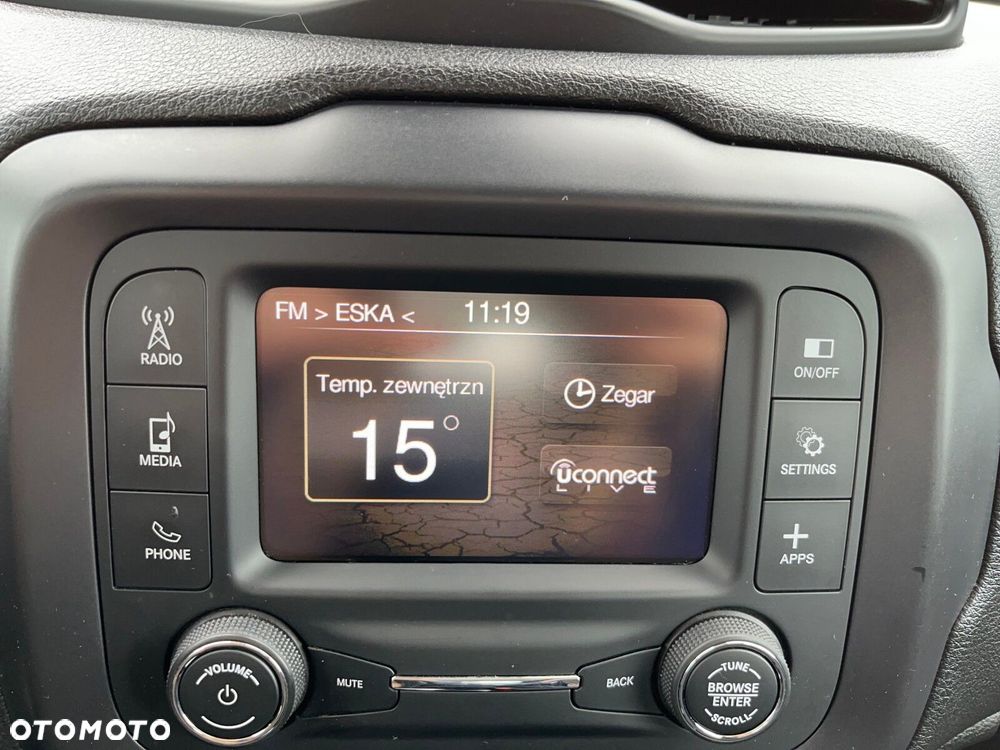 FM > ESKA < 11:19
Temp. zewnętrzn
15°
Zegar
uconnect
LIVE
RADIO
MEDIA
PHONE
ON/OFF
SETTINGS
APPS
VOLUME
MUTE
BACK
TUNE
BROWSE
ENTER
SCROLL
OTOMOTO